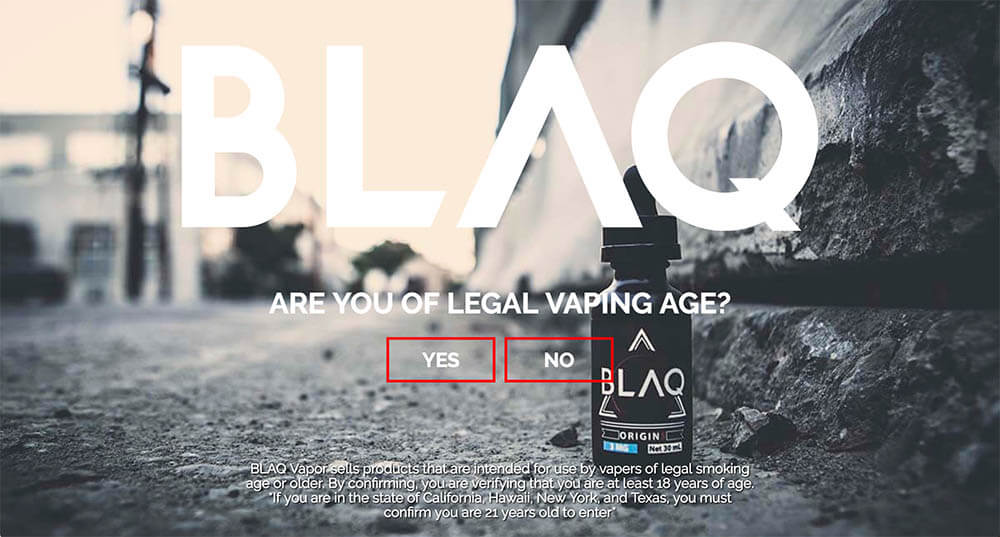 BLAQ
ARE YOU OF LEGAL VAPING AGE?
YES NO
BLAQ
ORIGIN
3 MG Net 30 mL
BLAQ Vapor sells products that are intended for use by vapers of legal smoking
age or older. By confirming, you are verifying that you are at least 18 years of age.
*If you are in the state of California, Hawaii, New York, and Texas, you must
confirm you are 21 years old to enter*